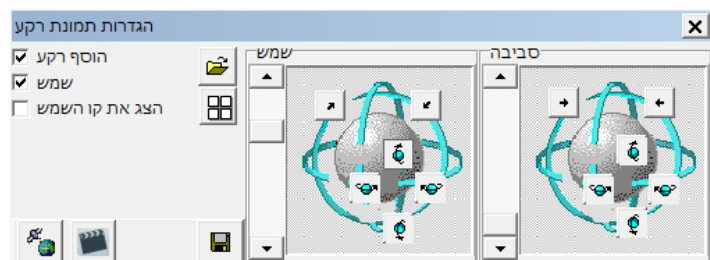 הגדרות תמונת רקע
הוסף רקע
שמש
הצג את קו השמש
שמש
סביבה